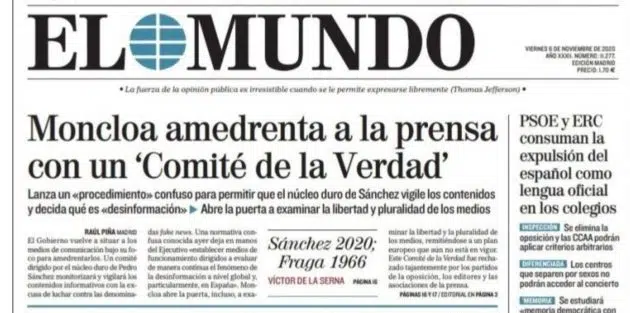 EL MUNDO
VIERNES 6 DE NOVIEMBRE DE 2020
AÑO XXXI. NÚMERO: 11.277.
EDICIÓN MADRID
PRECIO: 1,70 €
• La fuerza de la opinión pública es irresistible cuando se le permite expresarse libremente (Thomas Jefferson) •
Moncloa amedrenta a la prensa
con un ‘Comité de la Verdad’
Lanza un «procedimiento» confuso para permitir que el núcleo duro de Sánchez vigile los contenidos
y decida qué es «desinformación» ▶ Abre la puerta a examinar la libertad y pluralidad de los medios
RAÚL PIÑA MADRID
El Gobierno vuelve a situar a los
medios de comunicación bajo su fo-
co para amedrentarlos. Un comité
dirigido por el núcleo duro de Pedro
Sánchez monitorizará y vigilará los
contenidos informativos con la ex-
cusa de luchar contra las denomina-
das fake news. Una normativa con-
fusa conocida ayer deja en manos
del Ejecutivo «establecer medios de
funcionamiento dirigidos a evaluar
de manera continua el fenómeno de
la desinformación a nivel global y,
particularmente, en España». Mon-
cloa abre la puerta, incluso, a exa-
Sánchez 2020;
Fraga 1966
VÍCTOR DE LA SERNA PÁGINA 16
minar la libertad y la pluralidad de
los medios, remitiéndose a un plan
europeo que aún no está en vigor.
Este Comité de la Verdad fue recha-
zado tajantemente por los partidos
de la oposición, los editores y las
asociaciones de la prensa.
PÁGINAS 16 Y 17 / EDITORIAL EN PÁGINA 3
PSOE y ERC
consuman la
expulsión del
español como
lengua oficial
en los colegios
INSPECCIÓN Se elimina la
oposición y las CCAA podrán
aplicar criterios arbitrarios
DIFERENCIADA Los centros
que separen por sexos no
podrán acceder al concierto
MEMORIA Se estudiará
«memoria democrática con